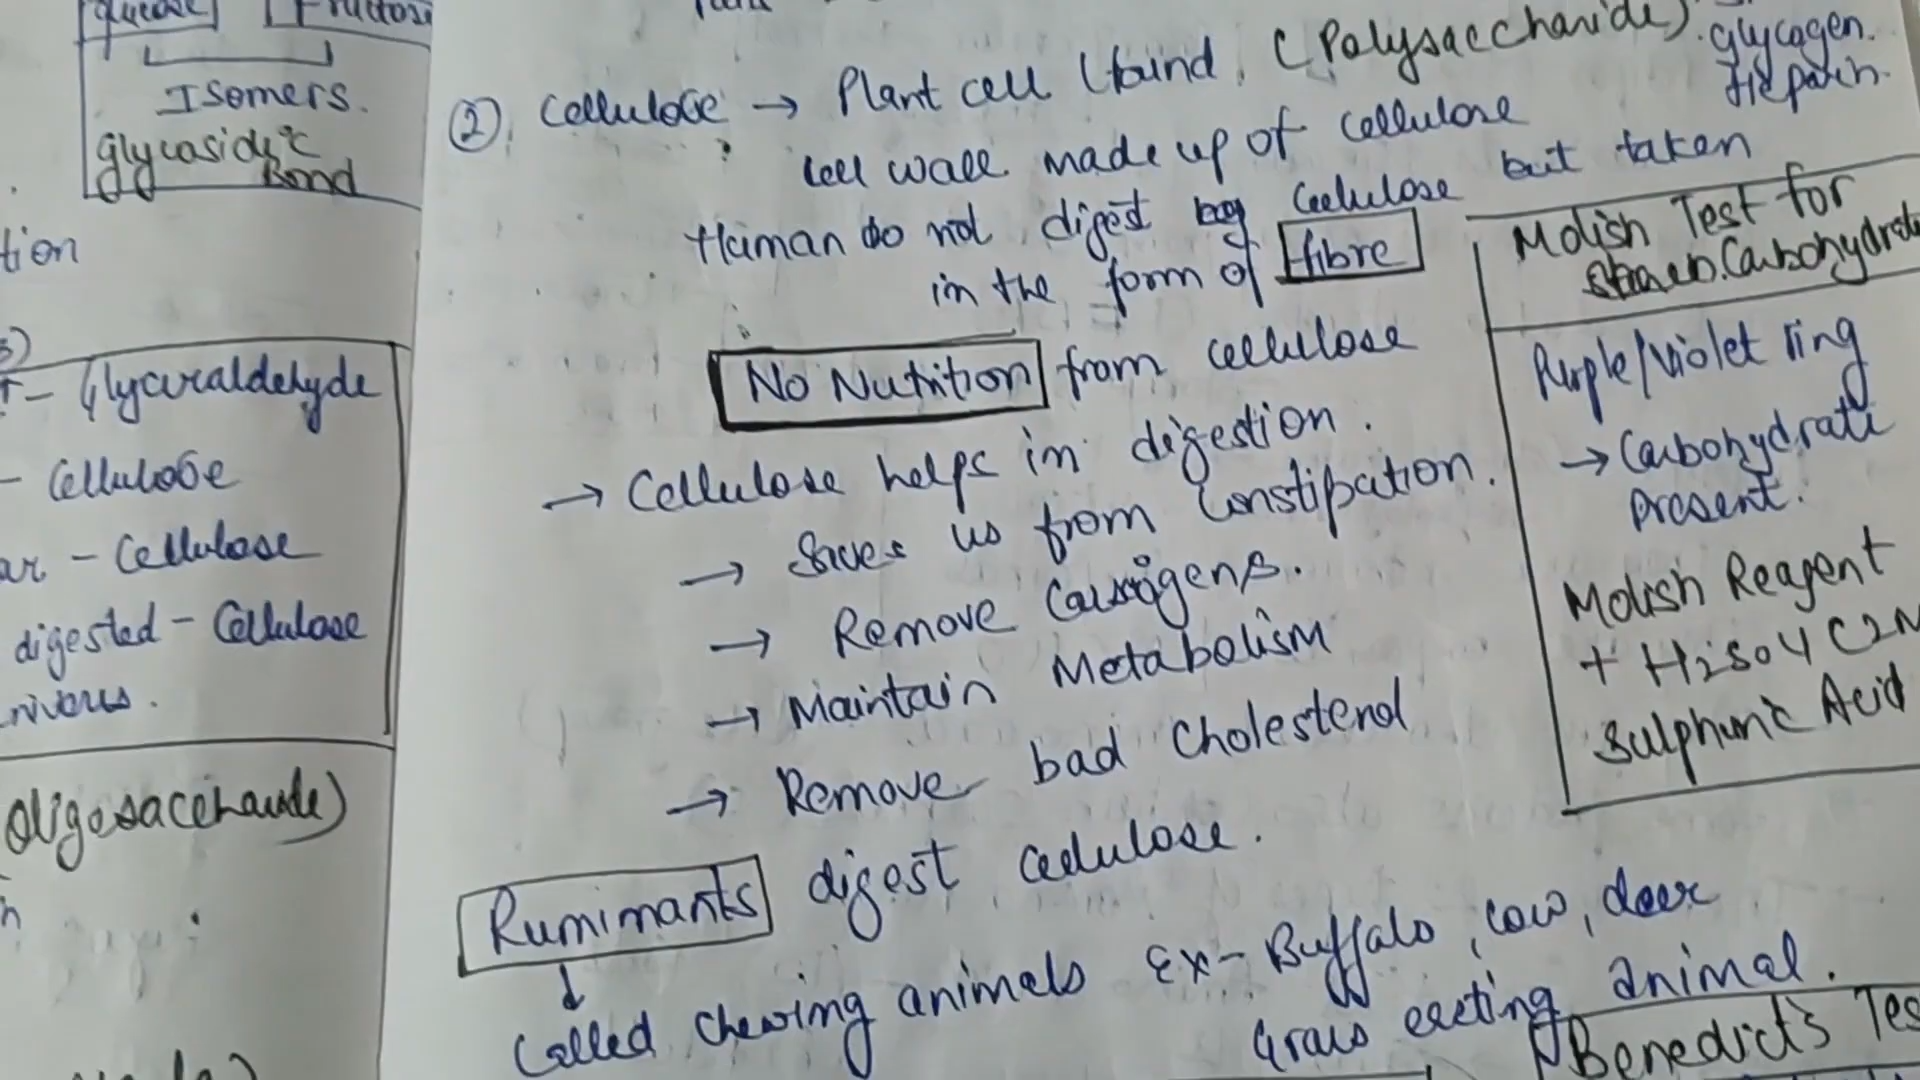 Isomers.
Glycosidic
Bond
tion
Glyceraldehyde
- Cellulose
ar - Cellulose
digested - Cellulose
nivorus.
Oligosaccharide)
② Cellulose → Plant cell (found. (Polysaccharide).
Glycogen.
Heparin.
cell wall made up of cellulose
Human do not digest cellulose but taken
in the form of fibre
No Nutrition from cellulose
→ Cellulose helps in digestion.
→ Saves us from Constipation.
→ Remove
→ Maintain Metabolism
→ Remove bad Cholesterol
Ruminants digest cellulose.
↓
Called chewing animals Ex- Buffalo, Cow, deer
Grass eating animal.
Molish Test for
Carbohydrate
Purple/Violet ring
→ Carbohydrate
present.
Molish Reagent
+ H2SO4
Sulphuric Acid
Benedict's Tes